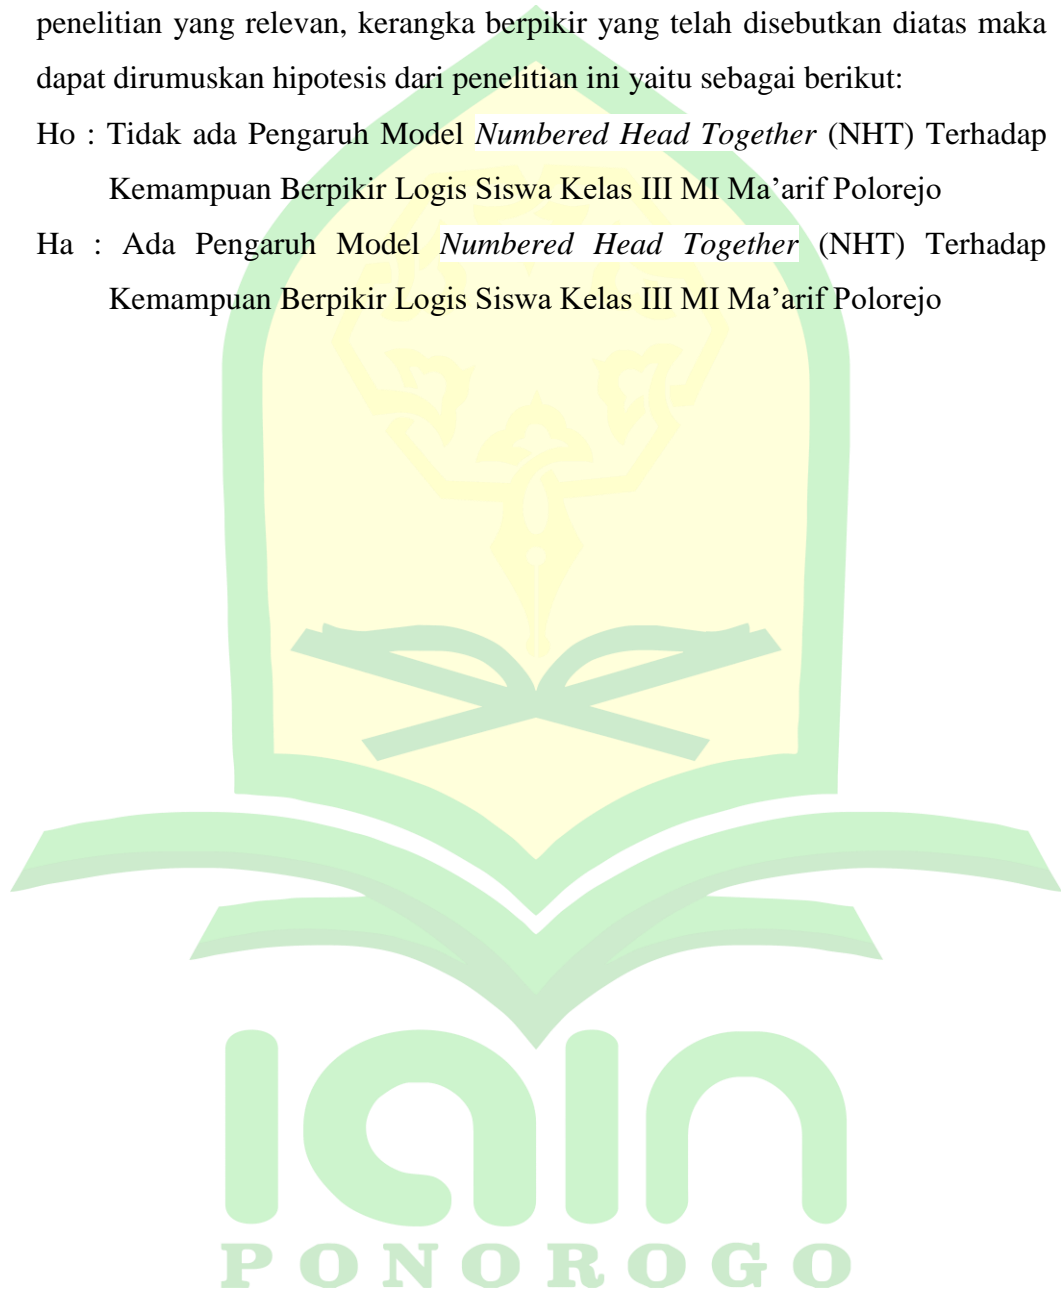 penelitian yang relevan, kerangka berpikir yang telah disebutkan diatas maka
dapat dirumuskan hipotesis dari penelitian ini yaitu sebagai berikut:
Ho : Tidak ada Pengaruh Model Numbered Head Together (NHT) Terhadap
Kemampuan Berpikir Logis Siswa Kelas III MI Ma’arif Polorejo
Ha : Ada Pengaruh Model Numbered Head Together (NHT) Terhadap
Kemampuan Berpikir Logis Siswa Kelas III MI Ma’arif Polorejo
iain
PONOROGO